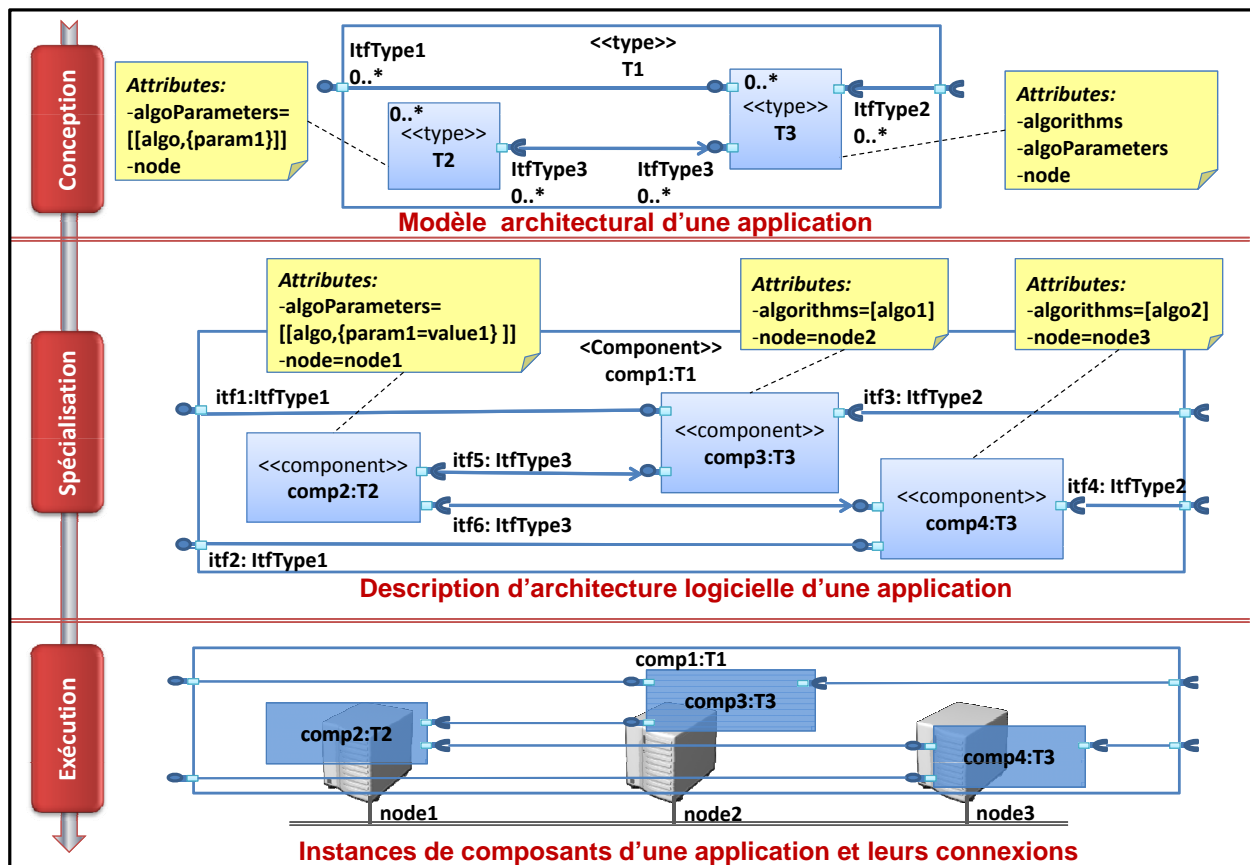 Conception
ItfType1
0..*
<<type>>
T1
Attributes:
-algoParameters=
[[algo,{param1}]]
-node
0..*
<<type>>
T2
0..*
<<type>>
T3
ItfType2
0..*
ItfType3
0..*
ItfType3
0..*
Attributes:
-algorithms
-algoParameters
-node
Modèle architectural d'une application
Spécialisation
Attributes:
-algoParameters=
[[algo,{param1=value1} ]]
-node=node1
Attributes:
-algorithms=[algo1]
-node=node2
Attributes:
-algorithms=[algo2]
-node=node3
<Component>>
comp1:T1
itf1:ItfType1
<<component>>
comp3:T3
itf3: ItfType2
<<component>>
comp2:T2
itf5: ItfType3
<<component>>
comp4:T3
itf4: ItfType2
itf6: ItfType3
itf2: ItfType1
Description d'architecture logicielle d'une application
Exécution
comp1:T1
comp3:T3
comp2:T2
comp4:T3
node1
node2
node3
Instances de composants d'une application et leurs connexions